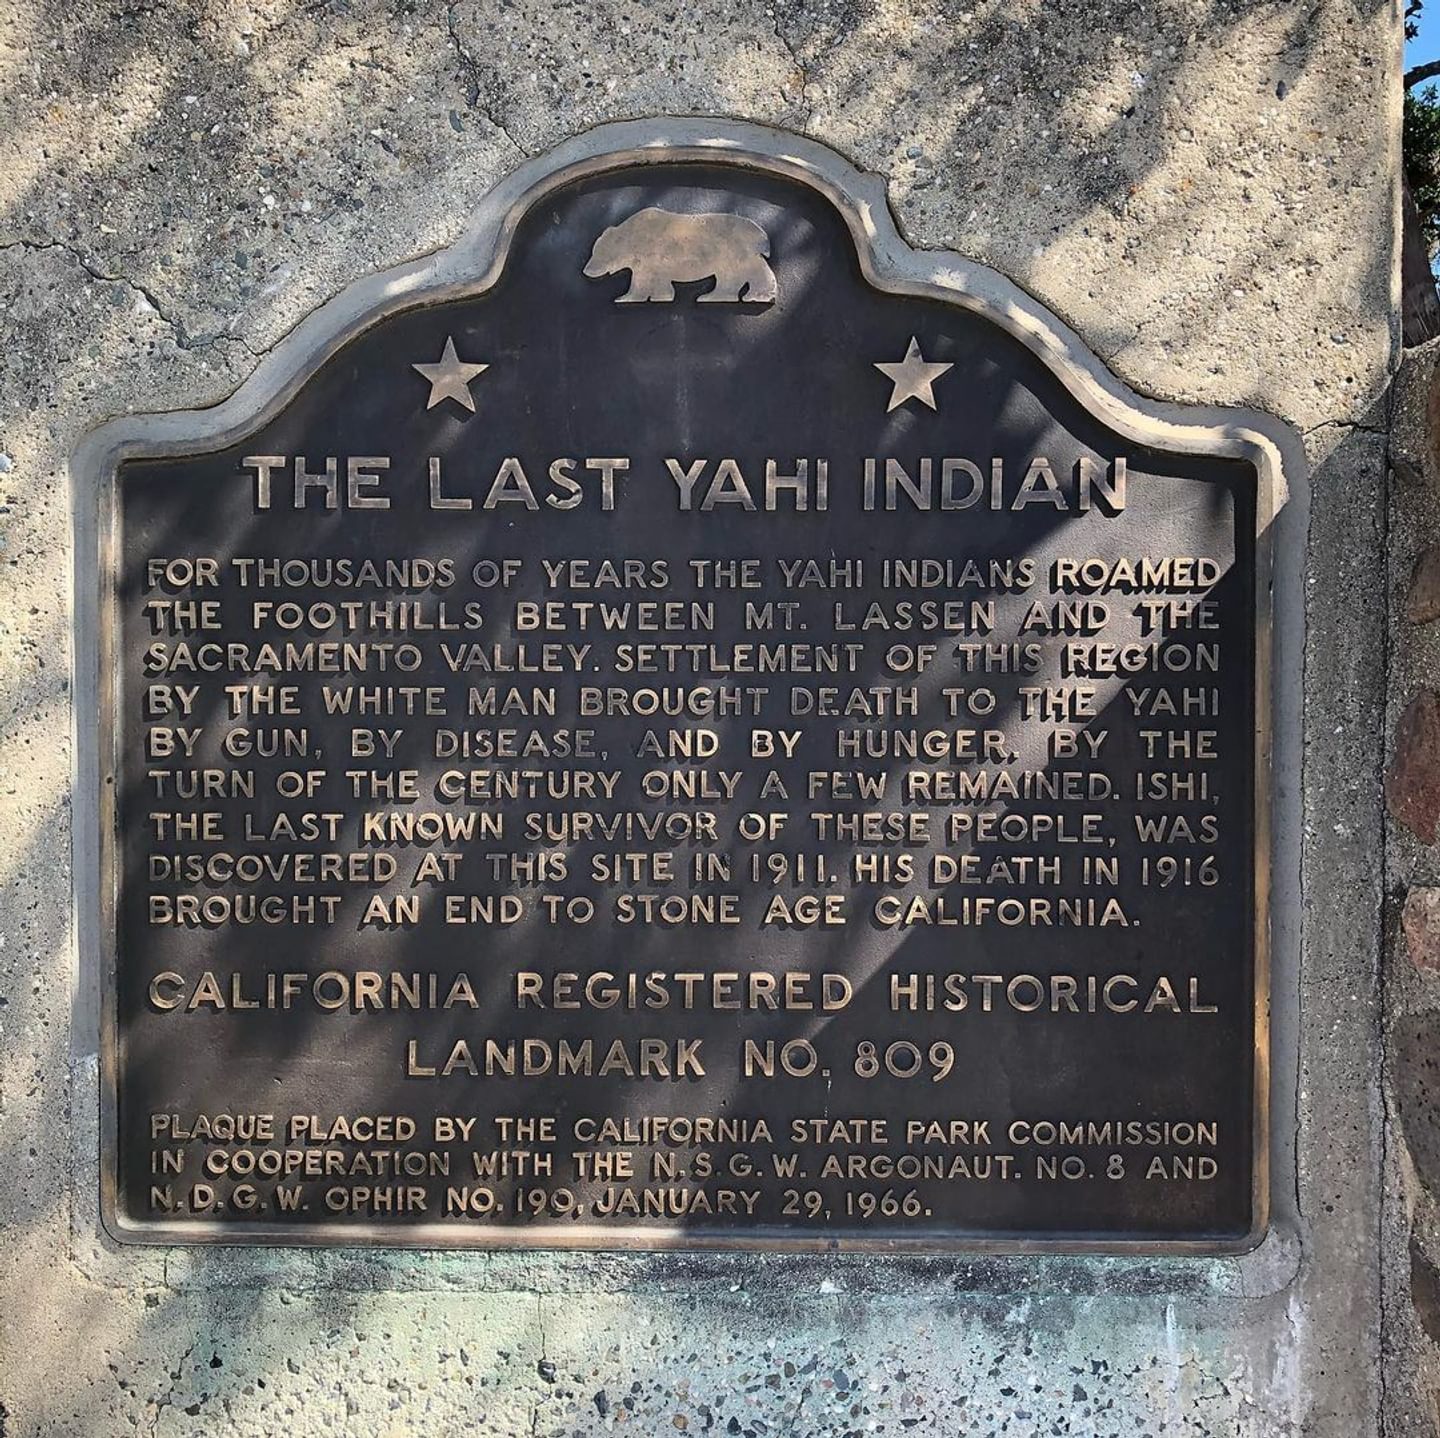 THE LAST YAHI INDIAN
FOR THOUSANDS OF YEARS THE YAHI INDIANS ROAMED
THE FOOTHILLS BETWEEN MT. LASSEN AND THE
SACRAMENTO VALLEY. SETTLEMENT OF THIS REGION
BY THE WHITE MAN BROUGHT DEATH TO THE YAHI
BY GUN, BY DISEASE, AND BY HUNGER. BY THE
TURN OF THE CENTURY ONLY A FEW REMAINED. ISHI,
THE LAST KNOWN SURVIVOR OF THESE PEOPLE, WAS
DISCOVERED AT THIS SITE IN 1911. HIS DEATH IN 1916
BROUGHT AN END TO STONE AGE CALIFORNIA.
CALIFORNIA REGISTERED HISTORICAL
LANDMARK NO. 809
PLAQUE PLACED BY THE CALIFORNIA STATE PARK COMMISSION
IN COOPERATION WITH THE N.S.G.W. ARGONAUT. NO. 8 AND
N.D.G.W. OPHIR NO. 190, JANUARY 29, 1966.